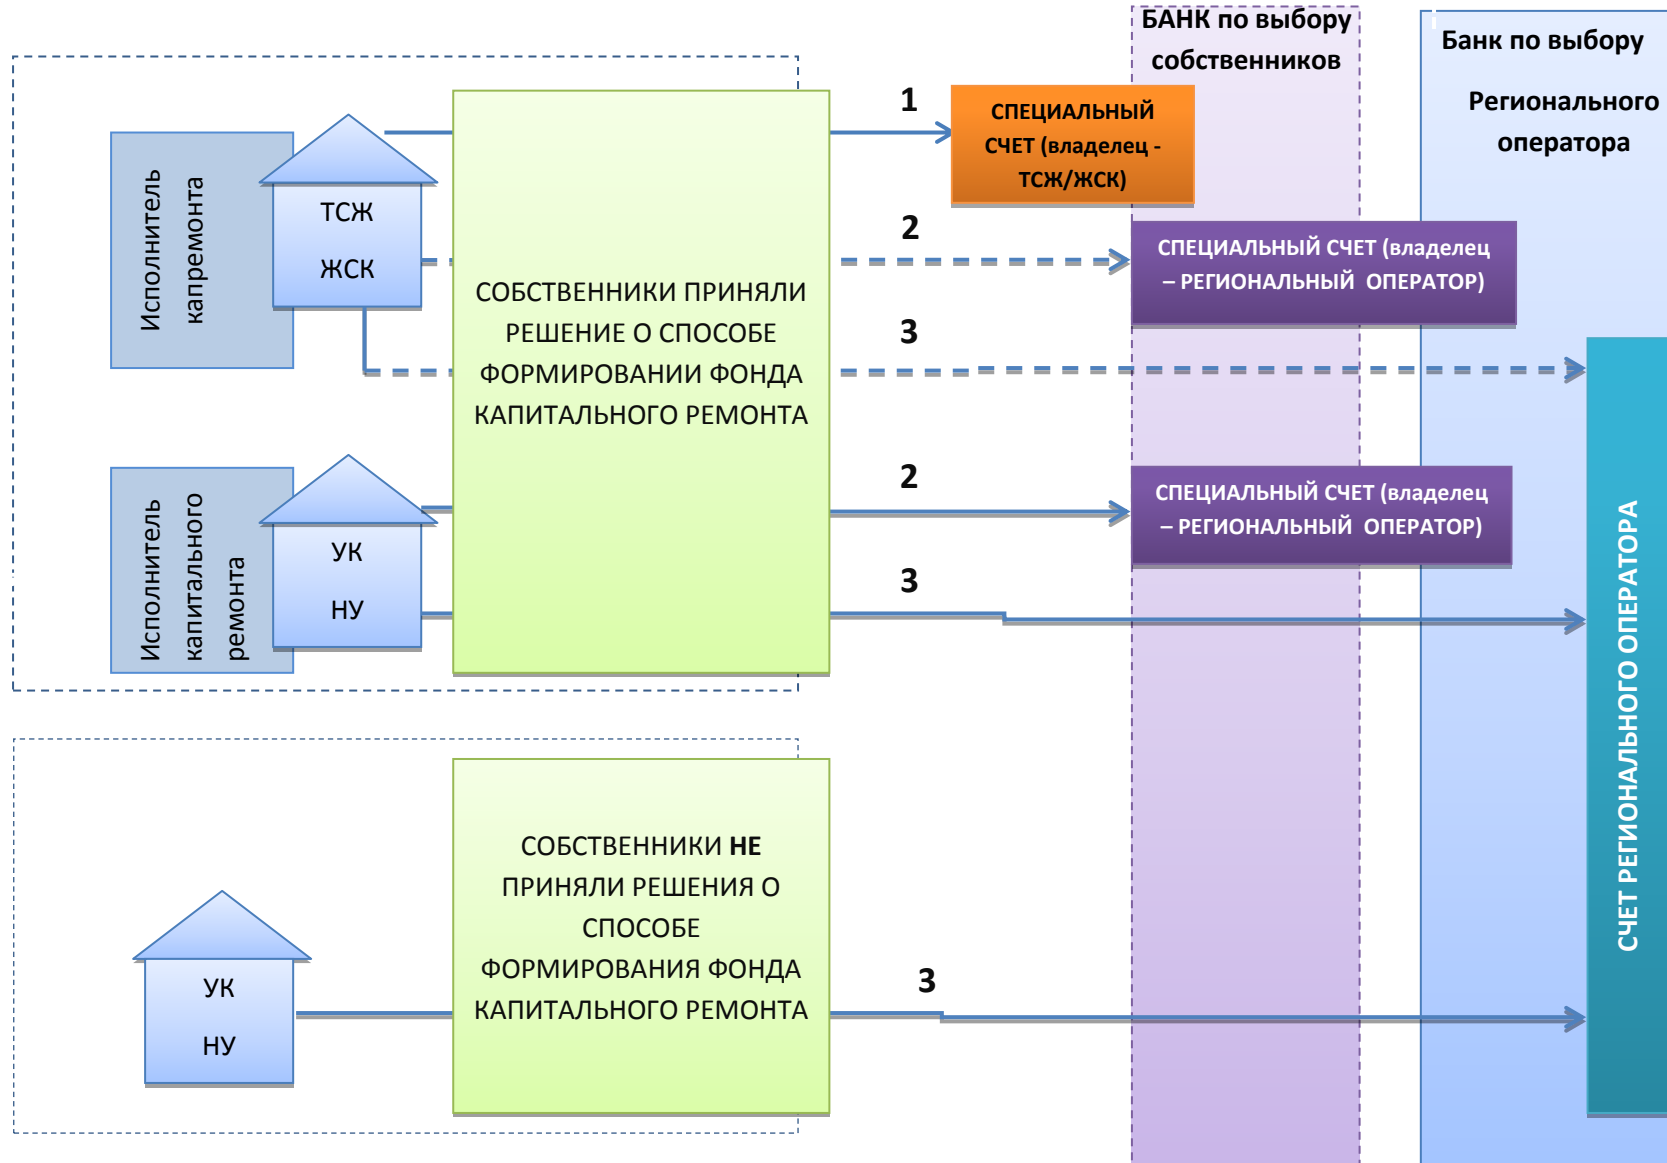 БАНК по выбору
собственников
Банк по выбору
Регионального
оператора
Исполнитель
капремонта
ТСЖ
ЖСК
СОБСТВЕННИКИ ПРИНЯЛИ
РЕШЕНИЕ О СПОСОБЕ
ФОРМИРОВАНИИ ФОНДА
КАПИТАЛЬНОГО РЕМОНТА
1
СПЕЦИАЛЬНЫЙ
СЧЕТ (владелец -
ТСЖ/ЖСК)
2
СПЕЦИАЛЬНЫЙ СЧЕТ (владелец
– РЕГИОНАЛЬНЫЙ ОПЕРАТОР)
3
Исполнитель
капитального
ремонта
УК
НУ
2
СПЕЦИАЛЬНЫЙ СЧЕТ (владелец
– РЕГИОНАЛЬНЫЙ ОПЕРАТОР)
3
СЧЕТ РЕГИОНАЛЬНОГО ОПЕРАТОРА
УК
НУ
СОБСТВЕННИКИ НЕ
ПРИНЯЛИ РЕШЕНИЯ О
СПОСОБЕ
ФОРМИРОВАНИЯ ФОНДА
КАПИТАЛЬНОГО РЕМОНТА
3